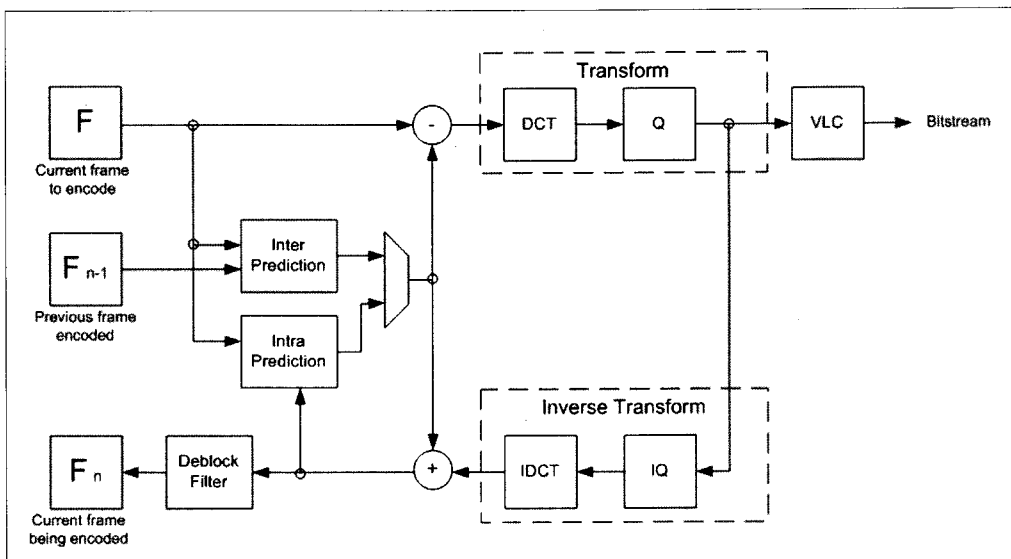 Transform
F
-
DCT
Q
VLC
Bitstream
Current frame
to encode
Inter
Prediction
F n-1
Previous frame
encoded
Intra
Prediction
Inverse Transform
F n
Deblock
Filter
+
IDCT
IQ
Current frame
being encoded